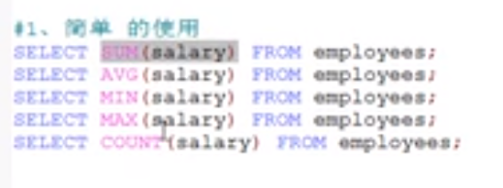 #1、简单 的使用
SELECT SUM(salary) FROM employees;
SELECT AVG(salary) FROM employees;
SELECT MIN(salary) FROM employees;
SELECT MAX(salary) FROM employees;
SELECT COUNT(salary) FROM employees;